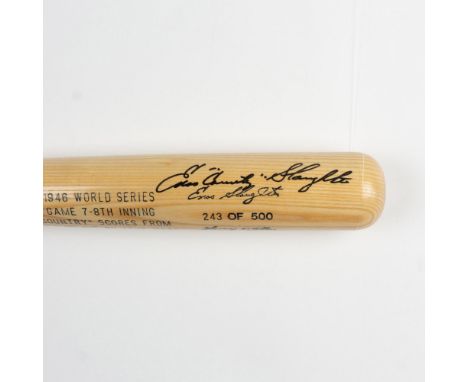 Enos "Country" Slaughter
1946 WORLD SERIES
Enos Slaughter
GAME 7-8TH INNING
243 OF 500
COUNTRY" SCORES FROM